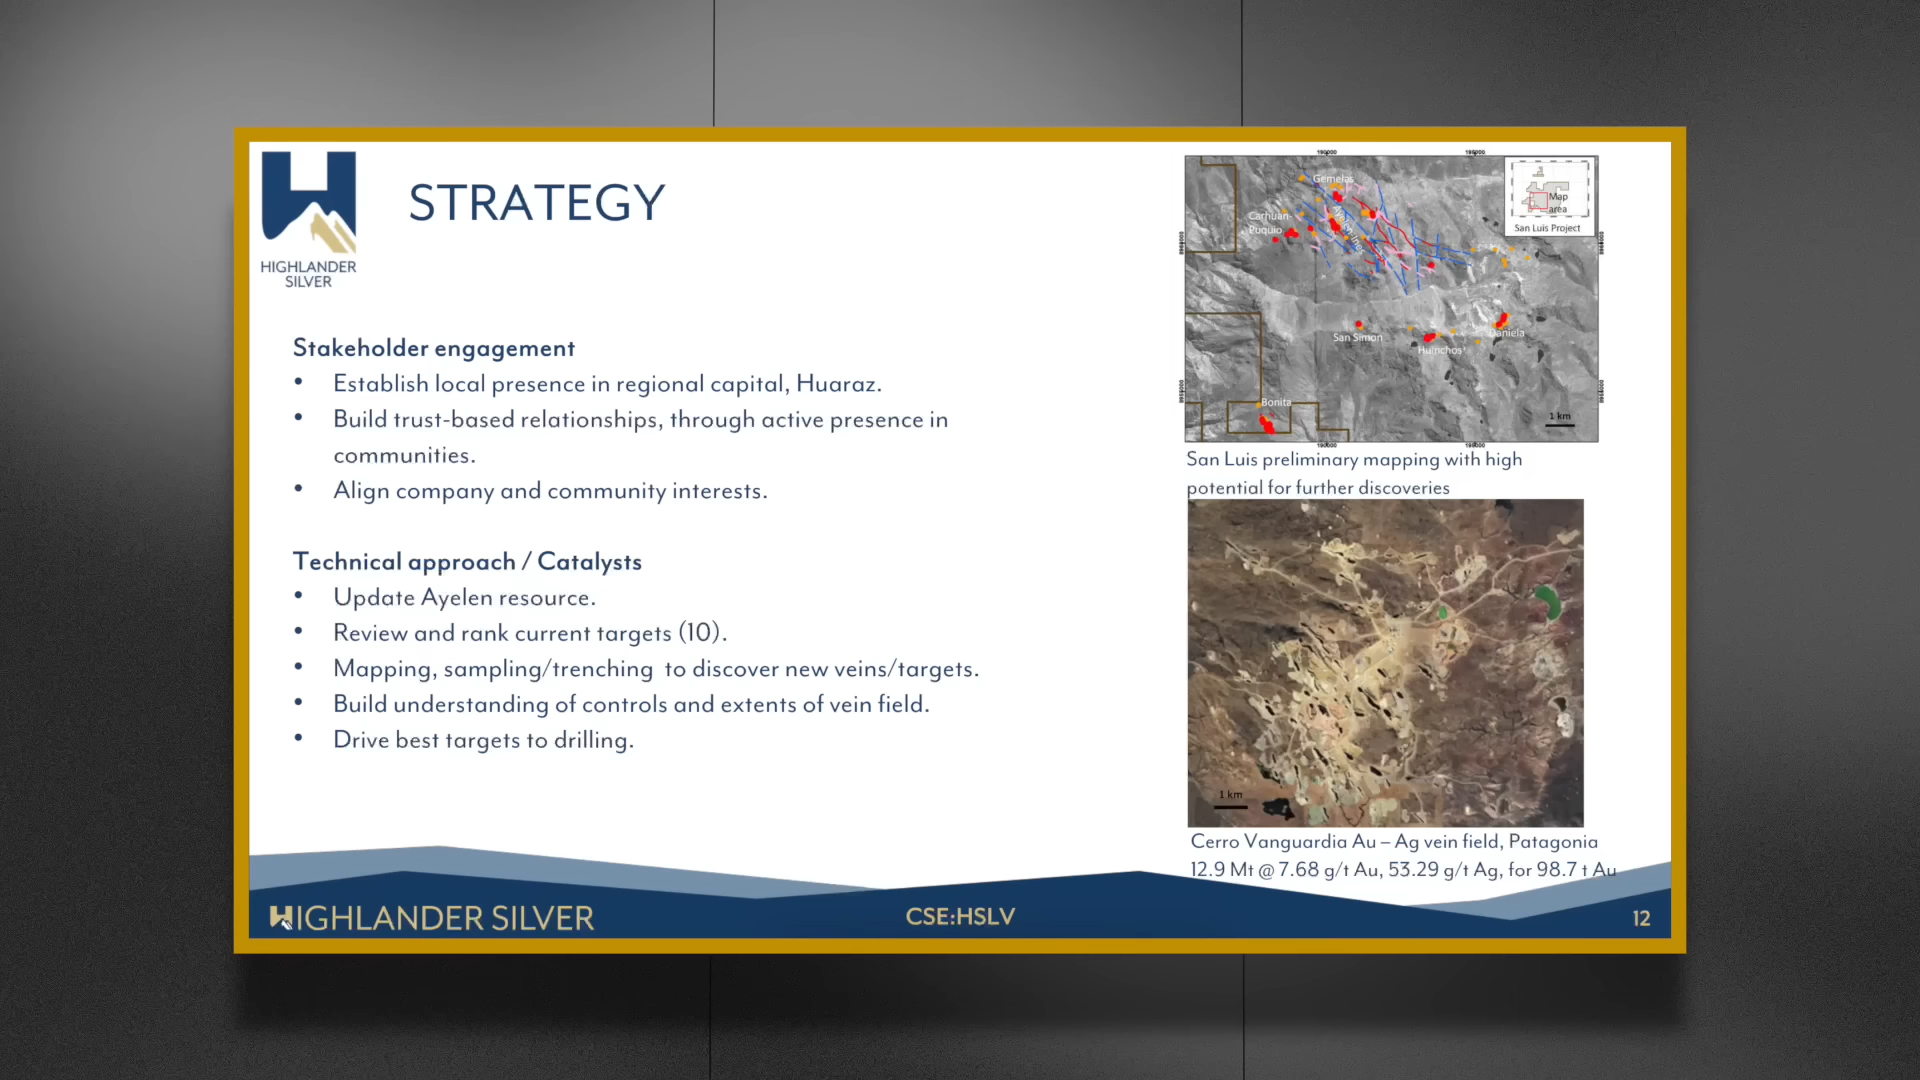 HIGHLANDER
SILVER
STRATEGY
Stakeholder engagement
• Establish local presence in regional capital, Huaraz.
• Build trust-based relationships, through active presence in
communities.
• Align company and community interests.
Technical approach / Catalysts
• Update Ayelen resource.
• Review and rank current targets (10).
• Mapping, sampling/trenching to discover new veins/targets.
• Build understanding of controls and extents of vein field.
• Drive best targets to drilling.
Gemelas
Carhuan-
Puquio
Map
area
San Luis Project
San Simon
Huinchos
Daniela
Bonita
1 km
San Luis preliminary mapping with high
potential for further discoveries
1 km
Cerro Vanguardia Au – Ag vein field, Patagonia
12.9 Mt @ 7.68 g/t Au, 53.29 g/t Ag, for 98.7 t Au
HIGHLANDER SILVER
CSE:HSLV
12